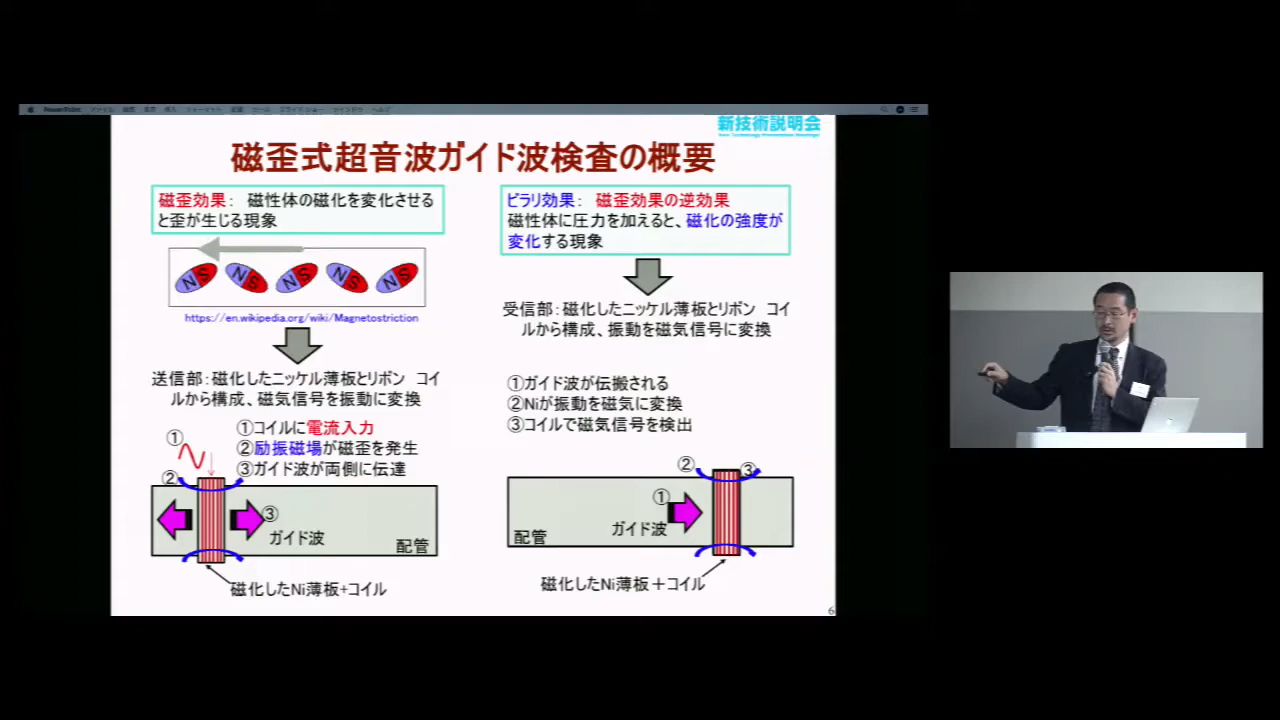 PowerPoint
新技術説明会
磁歪式超音波ガイド波検査の概要
磁歪効果： 磁性体の磁化を変化させる
と歪が生じる現象
N S N S N S N S N S
https://en.wikipedia.org/wiki/Magnetostriction
送信部：磁化したニッケル薄板とリボン コイ
ルから構成、磁気信号を振動に変換
①コイルに電流入力
②励振磁場が磁歪を発生
③ガイド波が両側に伝達
①
②
③
ガイド波
配管
磁化したNi薄板+コイル
ピラリ効果： 磁歪効果の逆効果
磁性体に圧力を加えると、磁化の強度が
変化する現象
受信部：磁化したニッケル薄板とリボン コイ
ルから構成、振動を磁気信号に変換
①ガイド波が伝搬される
②Niが振動を磁気に変換
③コイルで磁気信号を検出
②
③
①
ガイド波
配管
磁化したNi薄板＋コイル
6